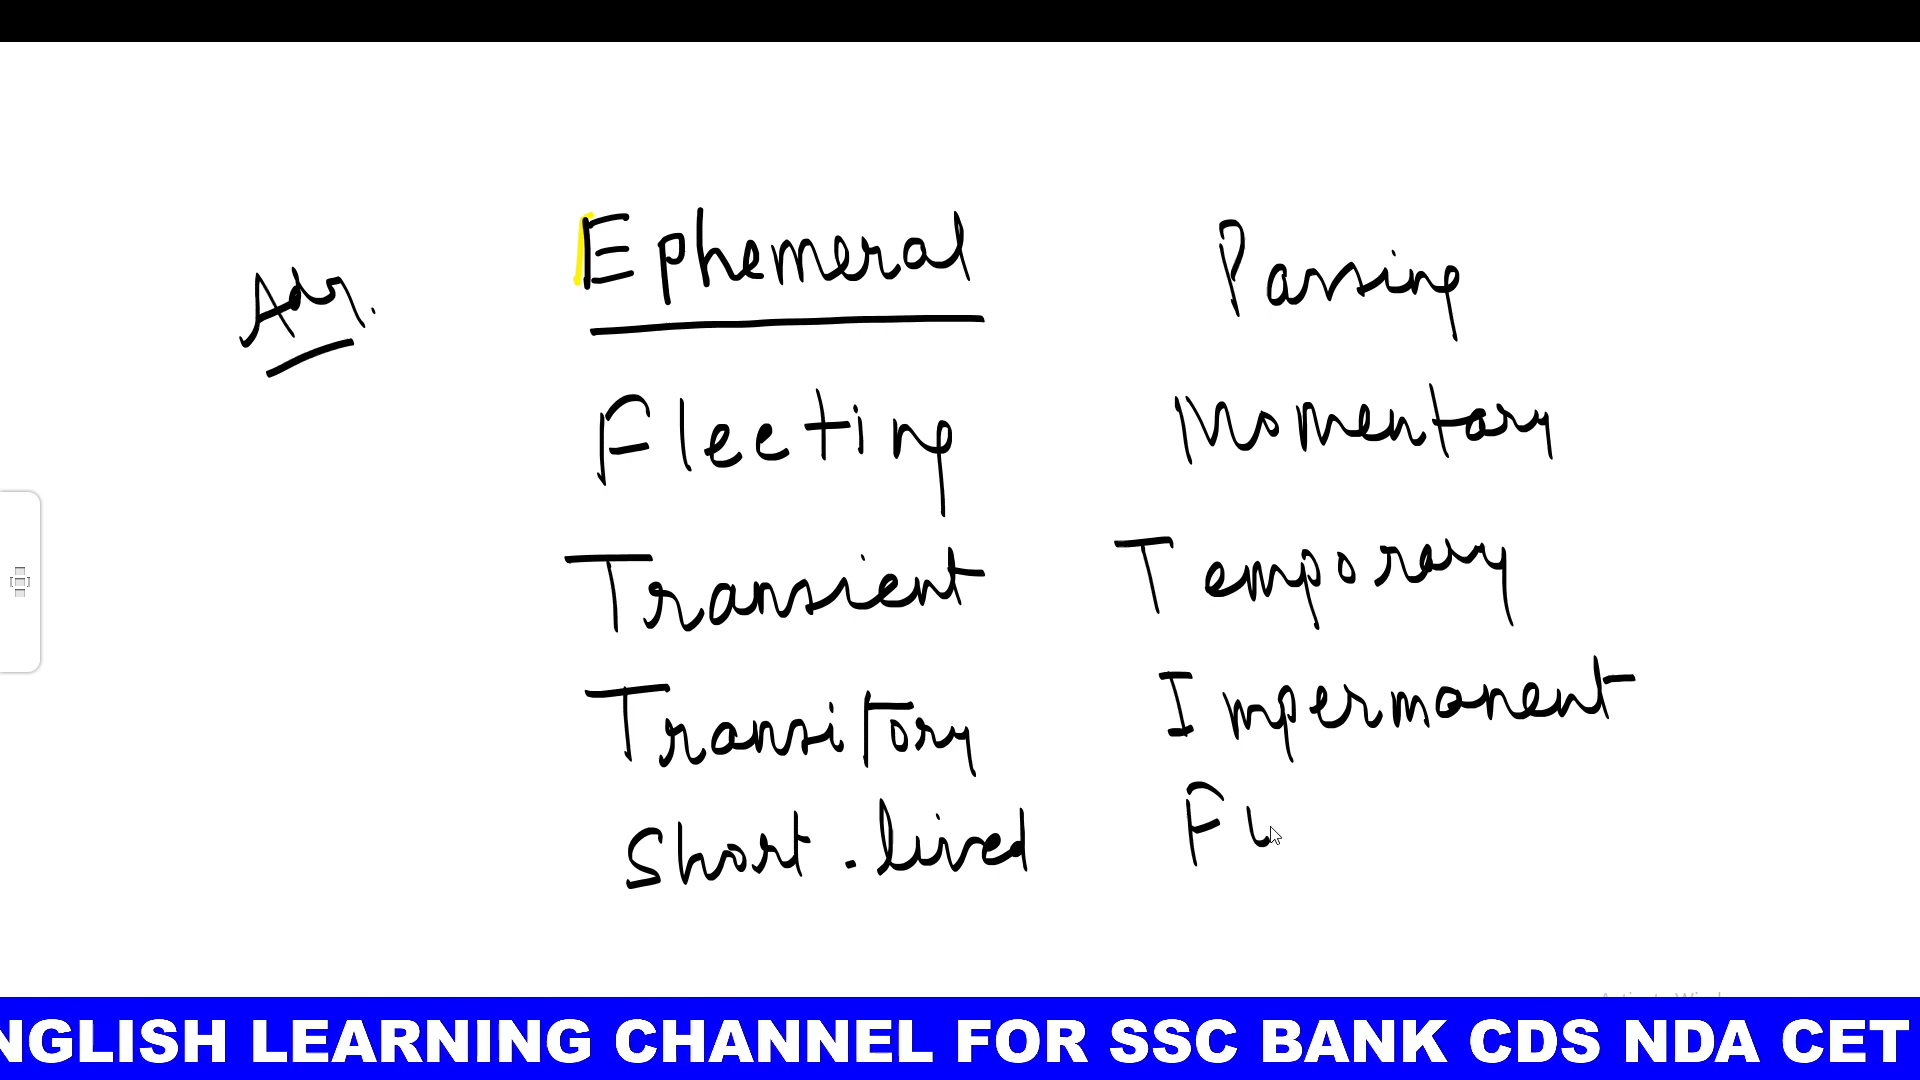 Adj.
Ephemeral
Fleeting
Transient
Transitory
Short-lived
Passing
Momentary
Temporary
Impermanent
NGLISH LEARNING CHANNEL FOR SSC BANK CDS NDA CET